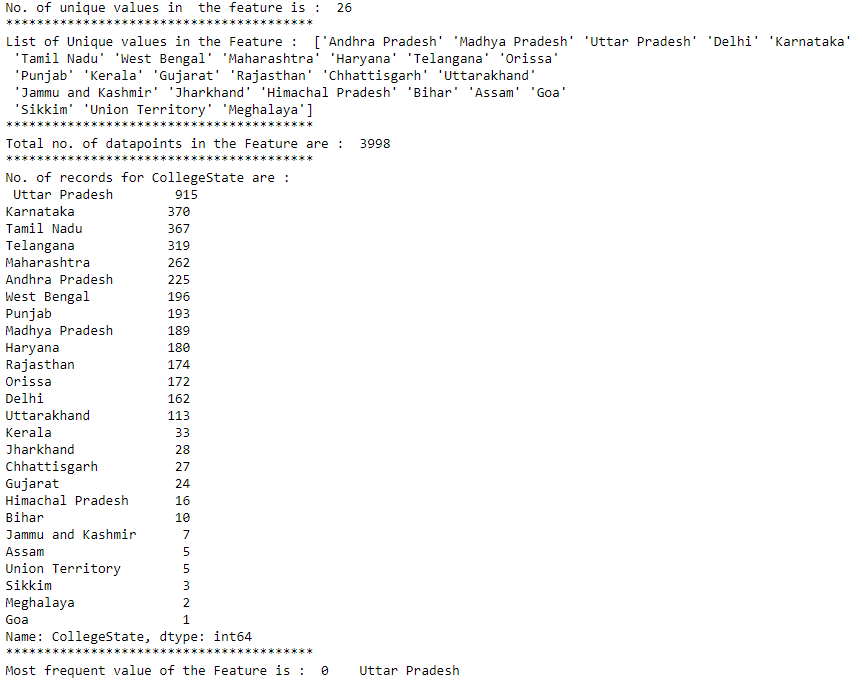 No. of unique values in  the feature is :  26
****************************************
List of Unique values in the Feature :  ['Andhra Pradesh' 'Madhya Pradesh' 'Uttar Pradesh' 'Delhi' 'Karnataka'
 'Tamil Nadu' 'West Bengal' 'Maharashtra' 'Haryana' 'Telangana' 'Orissa'
 'Punjab' 'Kerala' 'Gujarat' 'Rajasthan' 'Chhattisgarh' 'Uttarakhand'
 'Jammu and Kashmir' 'Jharkhand' 'Himachal Pradesh' 'Bihar' 'Assam' 'Goa'
 'Sikkim' 'Union Territory' 'Meghalaya']
****************************************
Total no. of datapoints in the Feature are :  3998
****************************************
No. of records for CollegeState are :
 Uttar Pradesh        915
Karnataka            370
Tamil Nadu           367
Telangana            319
Maharashtra          262
Andhra Pradesh       225
West Bengal          196
Punjab               193
Madhya Pradesh       189
Haryana              180
Rajasthan            174
Orissa               172
Delhi                162
Uttarakhand          113
Kerala                33
Jharkhand             28
Chhattisgarh          27
Gujarat               24
Himachal Pradesh      16
Bihar                 10
Jammu and Kashmir      7
Assam                  5
Union Territory        5
Sikkim                 3
Meghalaya              2
Goa                    1
Name: CollegeState, dtype: int64
****************************************
Most frequent value of the Feature is :  0    Uttar Pradesh